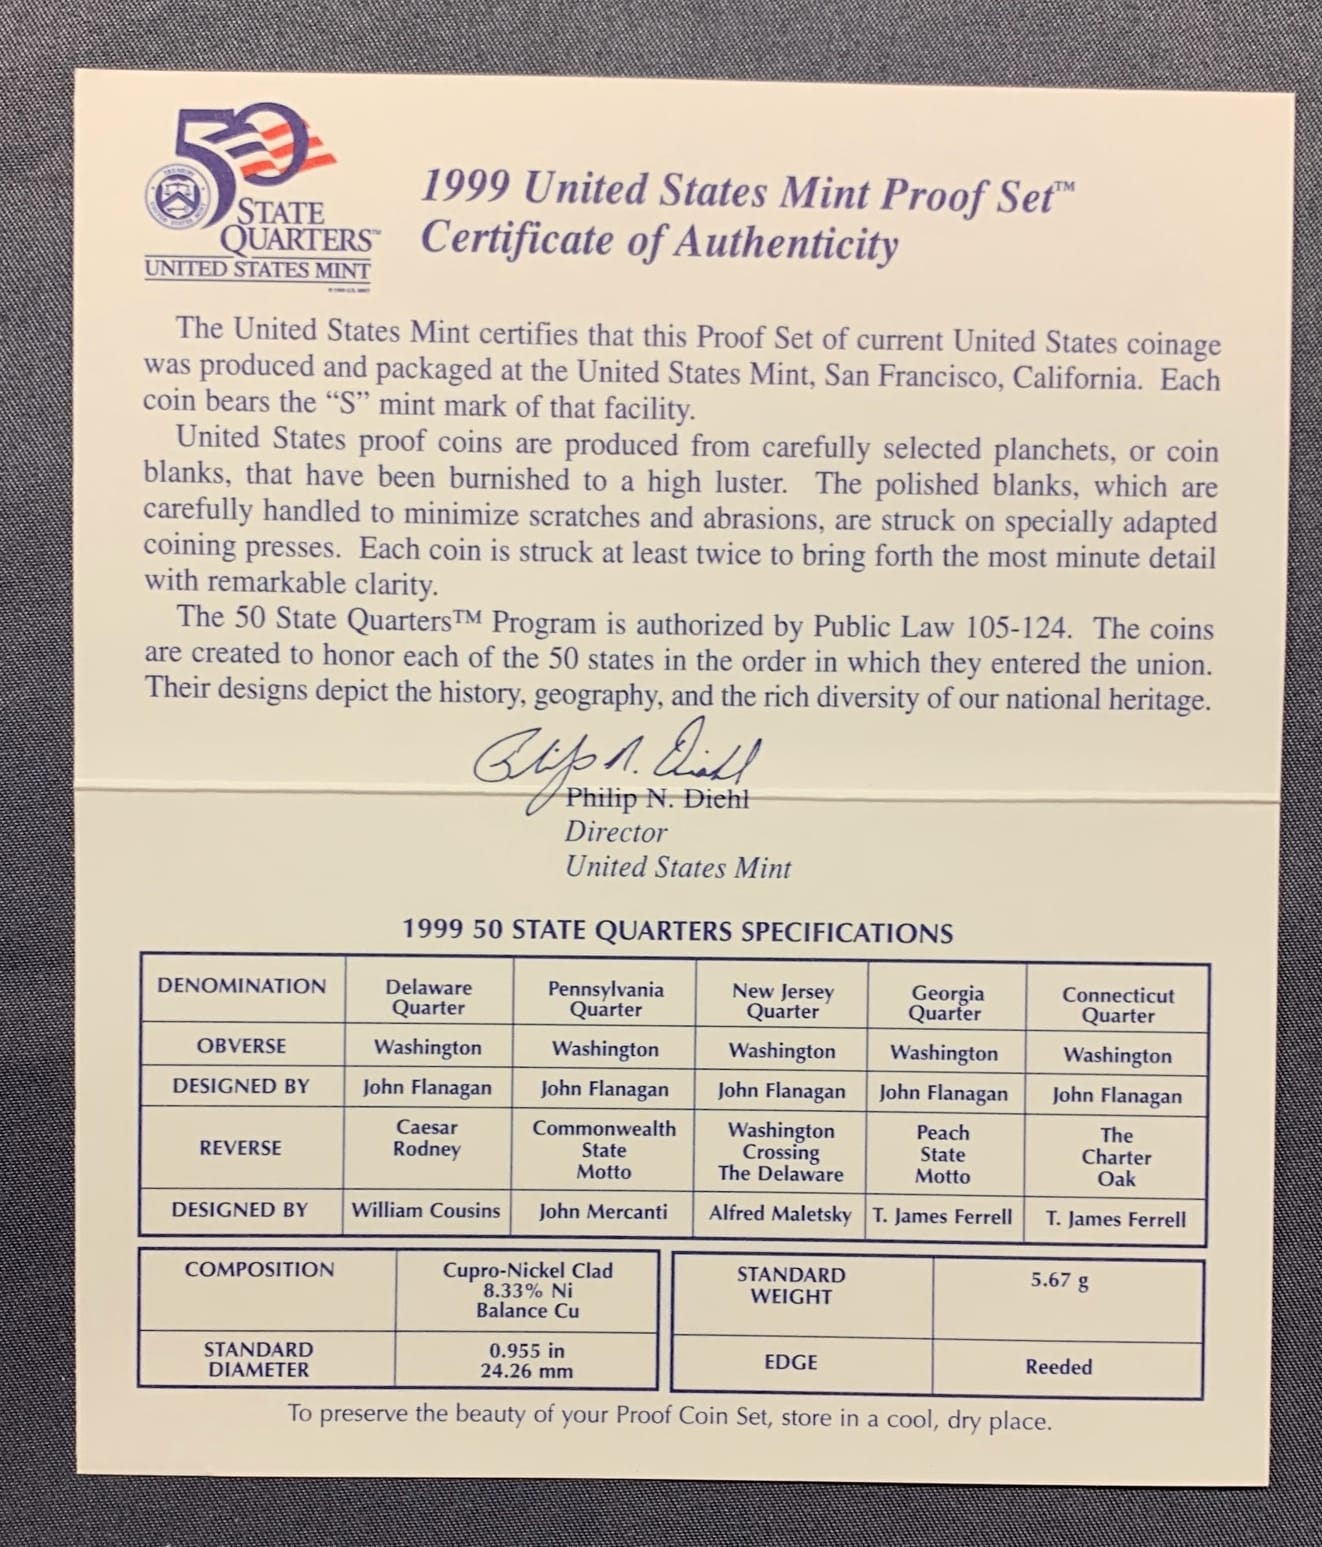 50
STATE
QUARTERS™
UNITED STATES MINT
1999 United States Mint Proof Set™
Certificate of Authenticity
The United States Mint certifies that this Proof Set of current United States coinage
was produced and packaged at the United States Mint, San Francisco, California. Each
coin bears the “S” mint mark of that facility.
United States proof coins are produced from carefully selected planchets, or coin
blanks, that have been burnished to a high luster. The polished blanks, which are
carefully handled to minimize scratches and abrasions, are struck on specially adapted
coining presses. Each coin is struck at least twice to bring forth the most minute detail
with remarkable clarity.
The 50 State Quarters™ Program is authorized by Public Law 105-124. The coins
are created to honor each of the 50 states in the order in which they entered the union.
Their designs depict the history, geography, and the rich diversity of our national heritage.
Philip N. Diehl
Philip N. Diehl
Director
United States Mint
1999 50 STATE QUARTERS SPECIFICATIONS
DENOMINATION Delaware Quarter Pennsylvania Quarter New Jersey Quarter Georgia Quarter Connecticut Quarter
OBVERSE Washington Washington Washington Washington Washington
DESIGNED BY John Flanagan John Flanagan John Flanagan John Flanagan John Flanagan
REVERSE Caesar Rodney Commonwealth State Motto Washington Crossing The Delaware Peach State Motto The Charter Oak
DESIGNED BY William Cousins John Mercanti Alfred Maletsky T. James Ferrell T. James Ferrell
COMPOSITION Cupro-Nickel Clad
8.33% Ni
Balance Cu
STANDARD WEIGHT 5.67 g
STANDARD DIAMETER 0.955 in
24.26 mm
EDGE Reeded
To preserve the beauty of your Proof Coin Set, store in a cool, dry place.